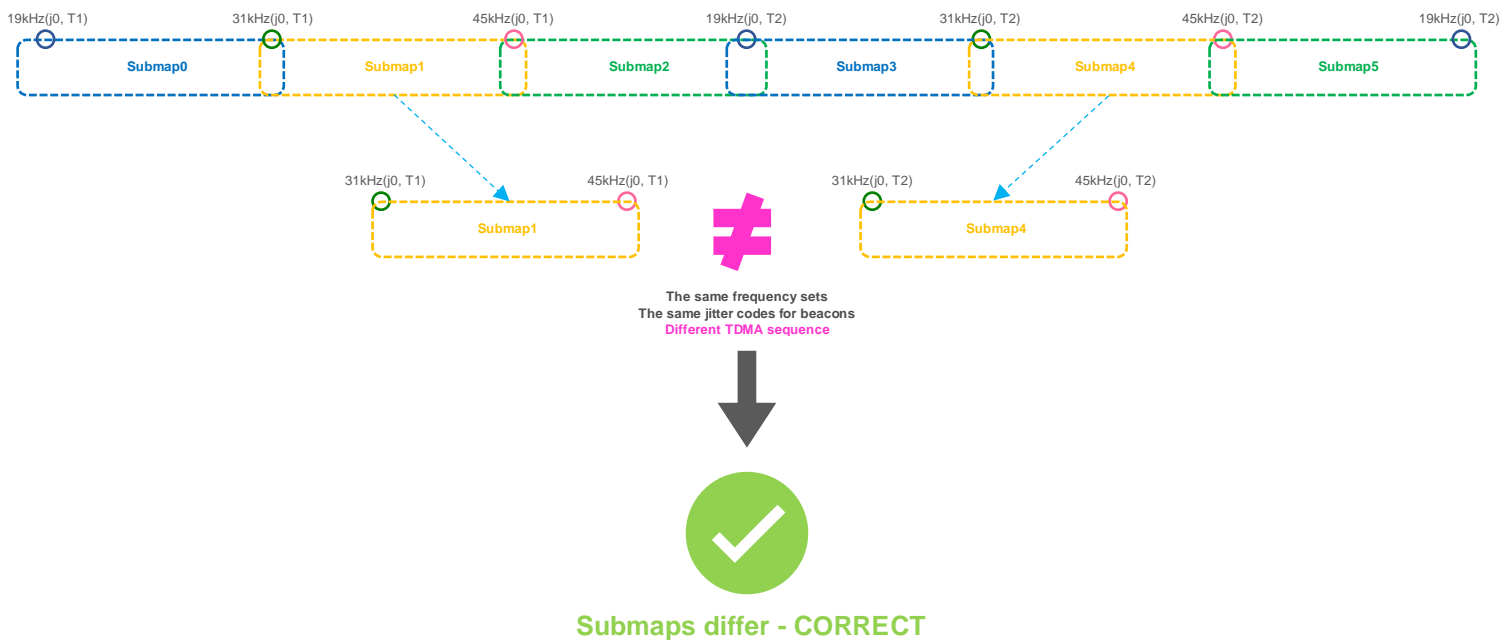 19kHz(j0, T1)
31kHz(j0, T1)
45kHz(j0, T1)
19kHz(j0, T2)
31kHz(j0, T2)
45kHz(j0, T2)
19kHz(j0, T2)
Submap0
Submap1
Submap2
Submap3
Submap4
Submap5
31kHz(j0, T1)
45kHz(j0, T1)
31kHz(j0, T2)
45kHz(j0, T2)
Submap1
≠
Submap4
The same frequency sets
The same jitter codes for beacons
Different TDMA sequence
Submaps differ - CORRECT